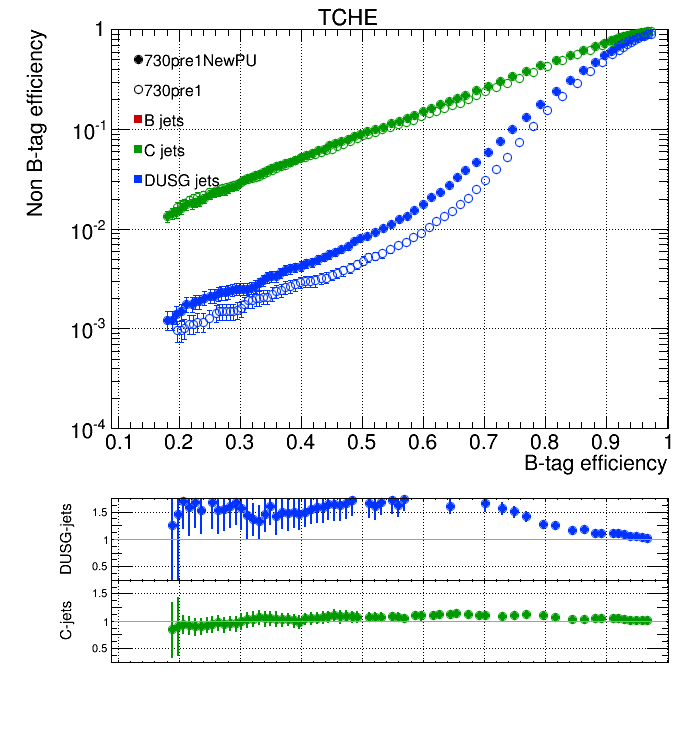 TCHE
Non B-tag efficiency
1
10-1
10-2
10-3
10-4
730pre1NewPU
730pre1
B jets
C jets
DUSG jets
0.1 0.2 0.3 0.4 0.5 0.6 0.7 0.8 0.9 1
B-tag efficiency
DUSG-jets
1.5
1
0.5
C-jets
1.5
1
0.5